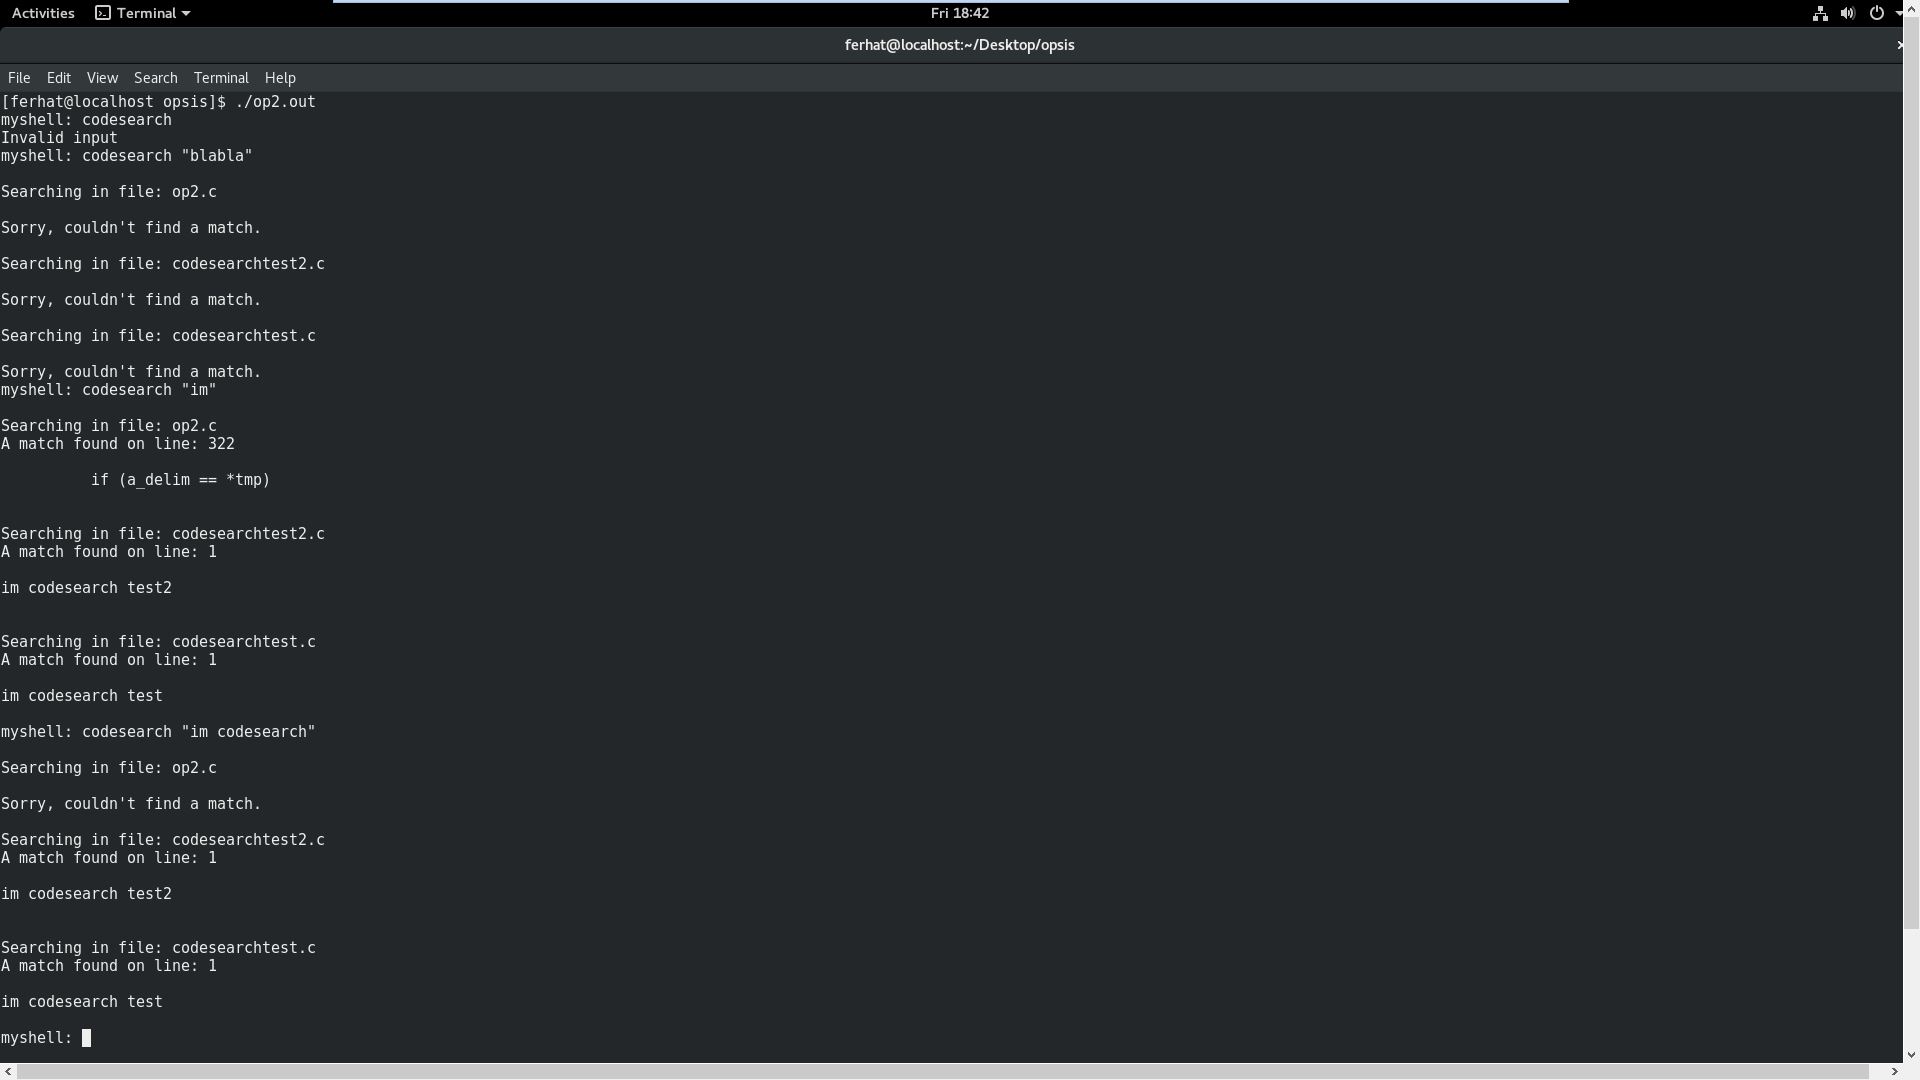 Activities Terminal Fri 18:42
ferhat@localhost:~/Desktop/opsis
File Edit View Search Terminal Help
[ferhat@localhost opsis]$ ./op2.out
myshell: codesearch
Invalid input
myshell: codesearch "blabla"
Searching in file: op2.c
Sorry, couldn't find a match.
Searching in file: codesearchtest2.c
Sorry, couldn't find a match.
Searching in file: codesearchtest.c
Sorry, couldn't find a match.
myshell: codesearch "im"
Searching in file: op2.c
A match found on line: 322
if (a_delim == *tmp)
Searching in file: codesearchtest2.c
A match found on line: 1
im codesearch test2
Searching in file: codesearchtest.c
A match found on line: 1
im codesearch test
myshell: codesearch "im codesearch"
Searching in file: op2.c
Sorry, couldn't find a match.
Searching in file: codesearchtest2.c
A match found on line: 1
im codesearch test2
Searching in file: codesearchtest.c
A match found on line: 1
im codesearch test
myshell: